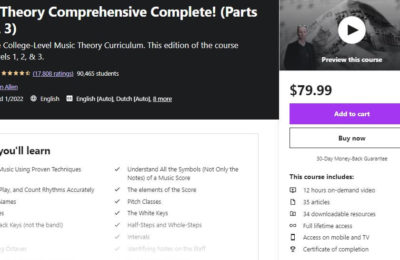 Theory Comprehensive Complete! (Parts
3)
College-Level Music Theory Curriculum. This edition of the course
1, 2, & 3.
(17,808 ratings) 90,465 students
Allen
1/2022 English English [Auto], Dutch [Auto], 8 more
Preview this course
$79.99
Add to cart
Buy now
30-Day Money-Back Guarantee
This course includes:
12 hours on-demand video
35 articles
34 downloadable resources
Full lifetime access
Access on mobile and TV
Certificate of completion
you'll learn
Music Using Proven Techniques
Play, and Count Rhythms Accurately
Names
(not the band!)
Understand All the Symbols (Not Only the
Notes) of a Music Score
The elements of the Score
Pitch Classes
The White Keys
Half-Steps and Whole-Steps
Intervals
Identifying Notes on the Staff